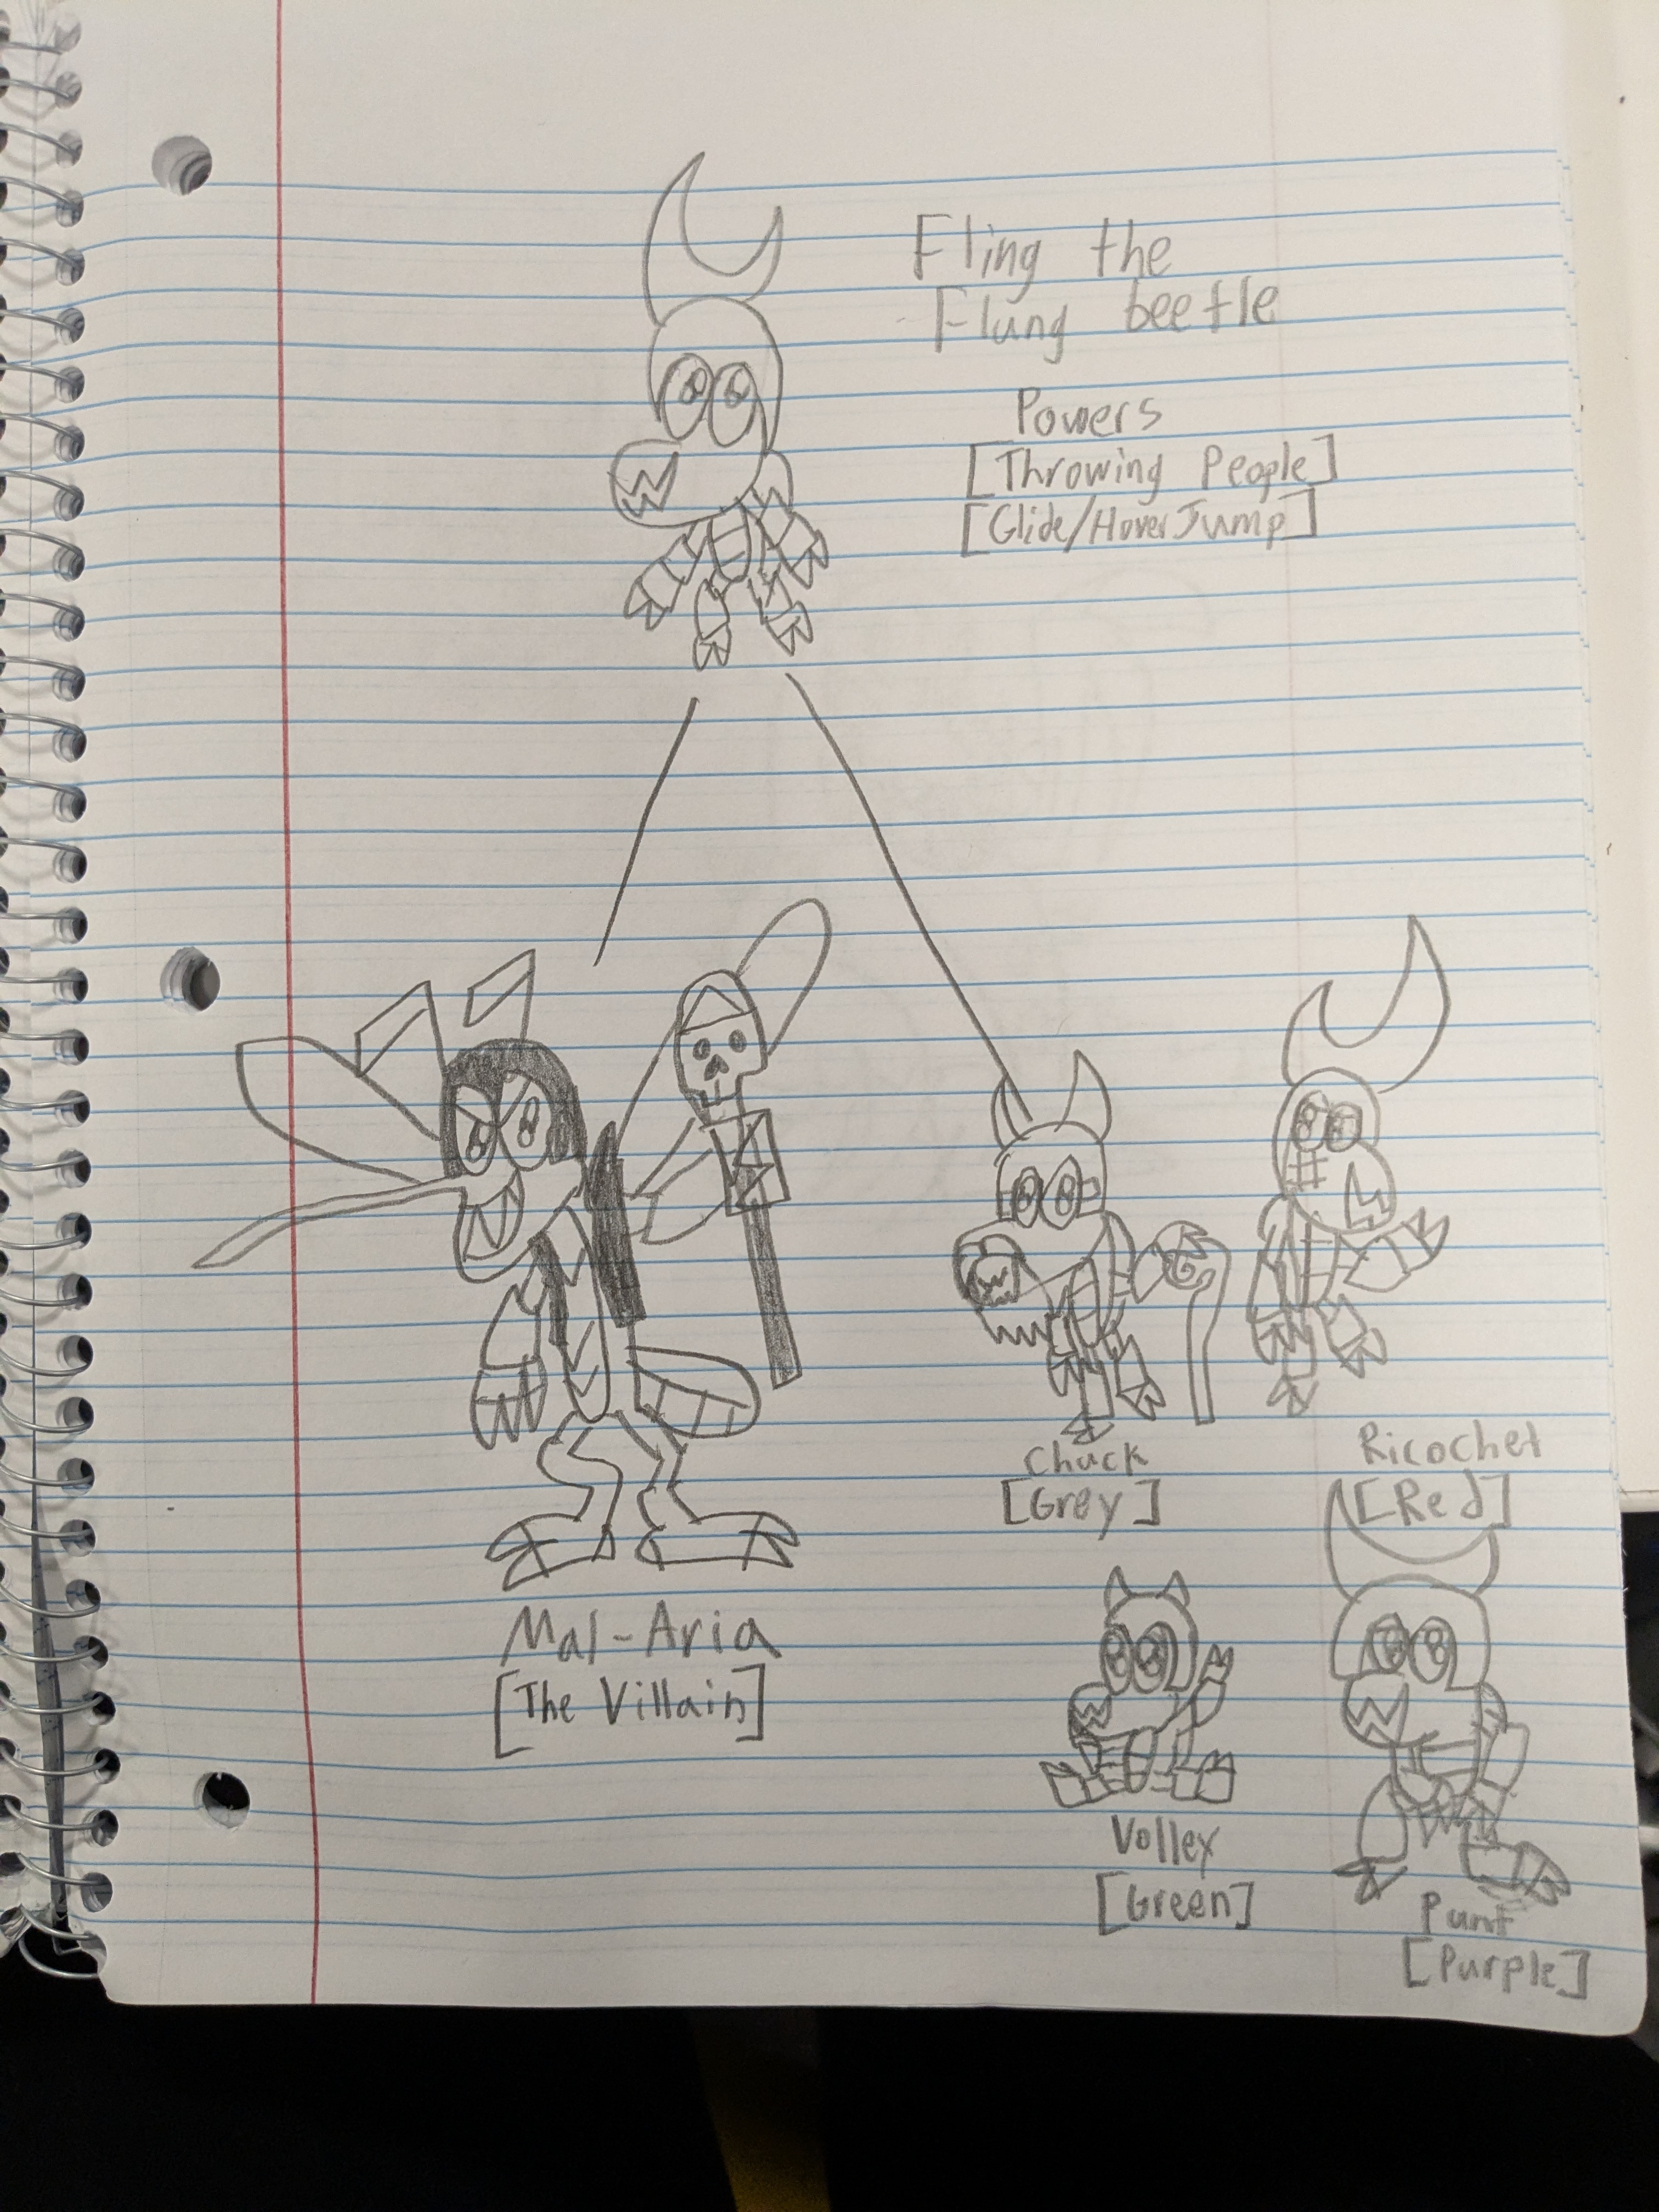 Fling the
Flung beetle
Powers
[Throwing People]
[Glide/Hover Jump]
Chuck
[Grey]
Ricochet
[Red]
Mal-Aria
[The Villain]
Volley
[Green]
Punt
[Purple]